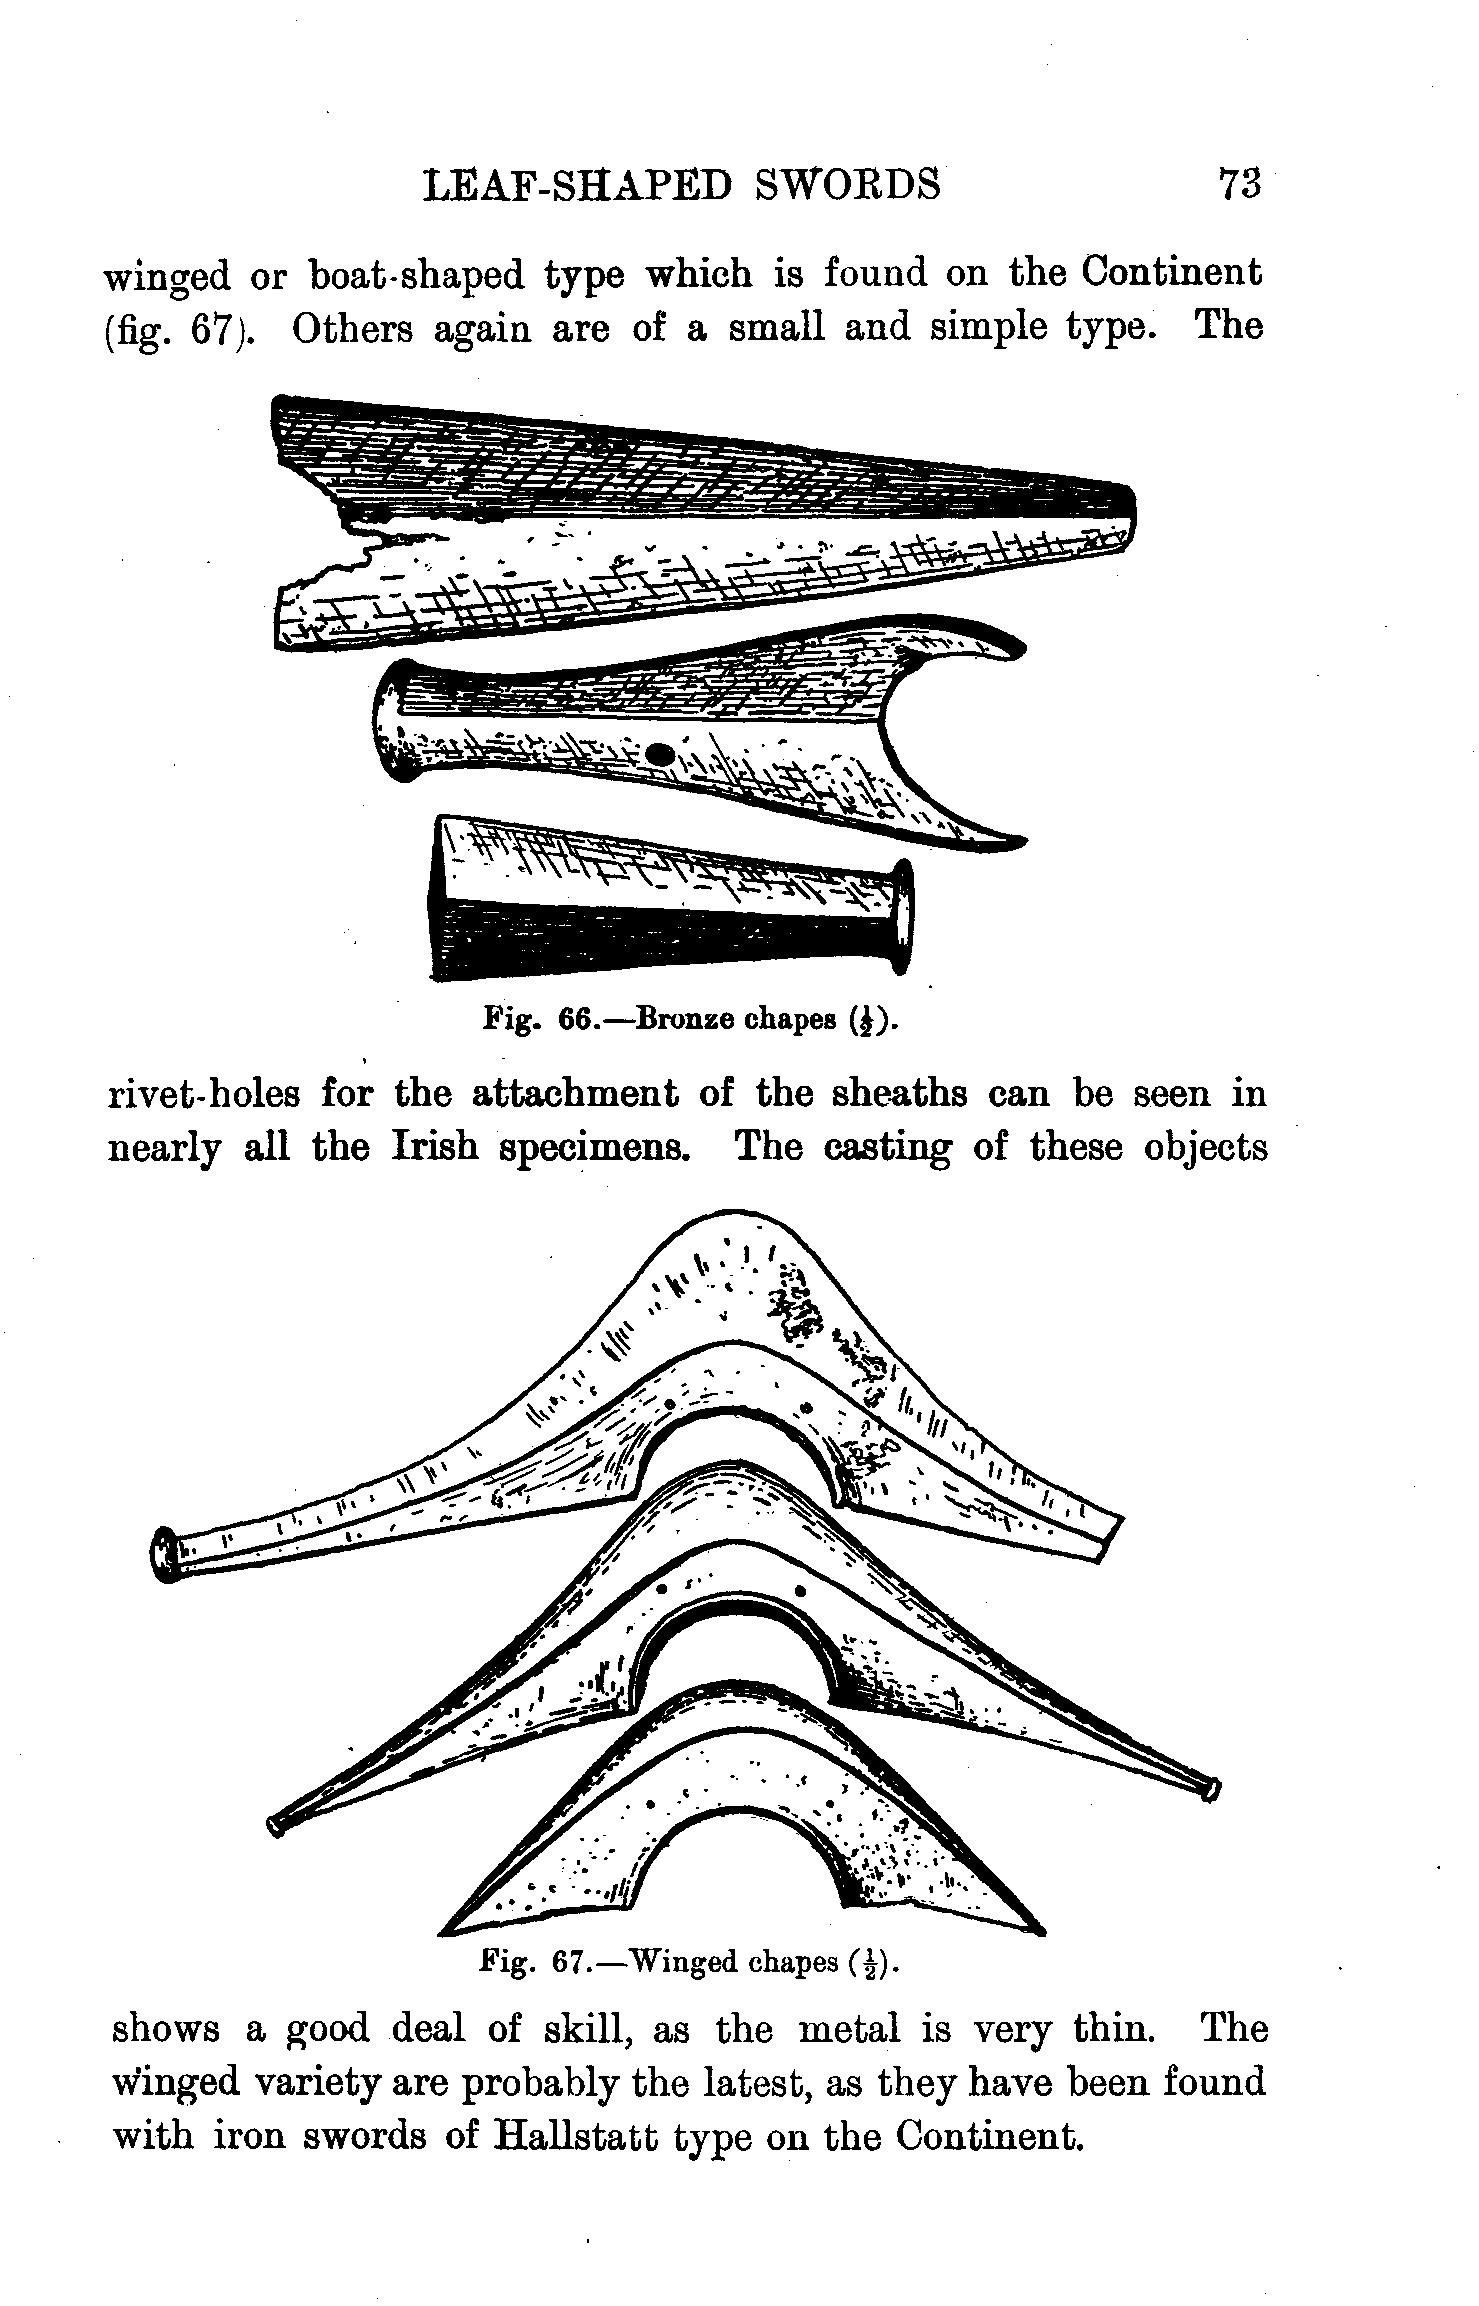 LEAF-SHAPED SWORDS 73
winged or boat-shaped type which is found on the Continent
(fig. 67). Others again are of a small and simple type. The
Fig. 66.—Bronze chapes (½).
rivet-holes for the attachment of the sheaths can be seen in
nearly all the Irish specimens. The casting of these objects
Fig. 67.—Winged chapes (½).
shows a good deal of skill, as the metal is very thin. The
winged variety are probably the latest, as they have been found
with iron swords of Hallstatt type on the Continent.